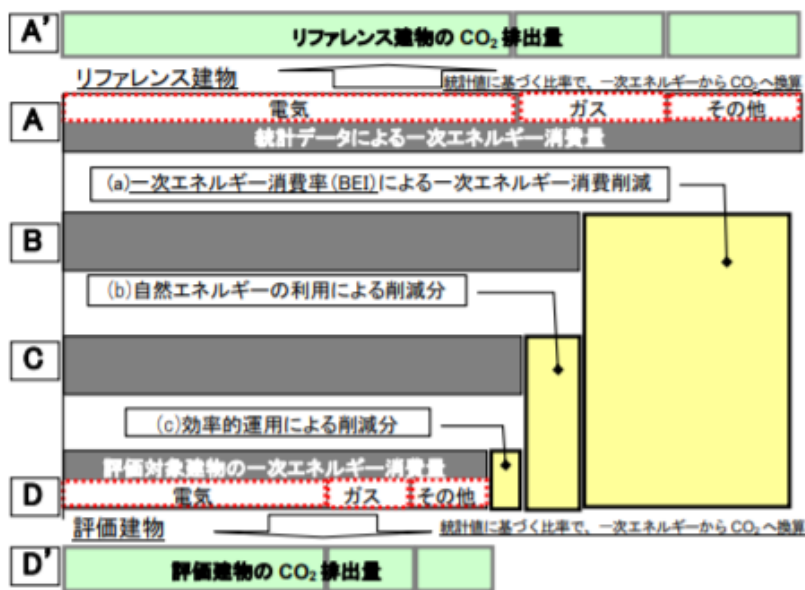 A'
リファレンス建物の CO₂ 排出量
リファレンス建物
統計値に基づく比率で、一次エネルギーから CO₂ へ換算
A
電気 ガス その他
統計データによる一次エネルギー消費量
(a)一次エネルギー消費率(BEI)による一次エネルギー消費削減
B
(b)自然エネルギーの利用による削減分
C
(c)効率的運用による削減分
評価対象建物の一次エネルギー消費量
D
電気 ガス その他
評価建物
統計値に基づく比率で、一次エネルギーから CO₂ へ換算
D'
評価建物の CO₂ 排出量